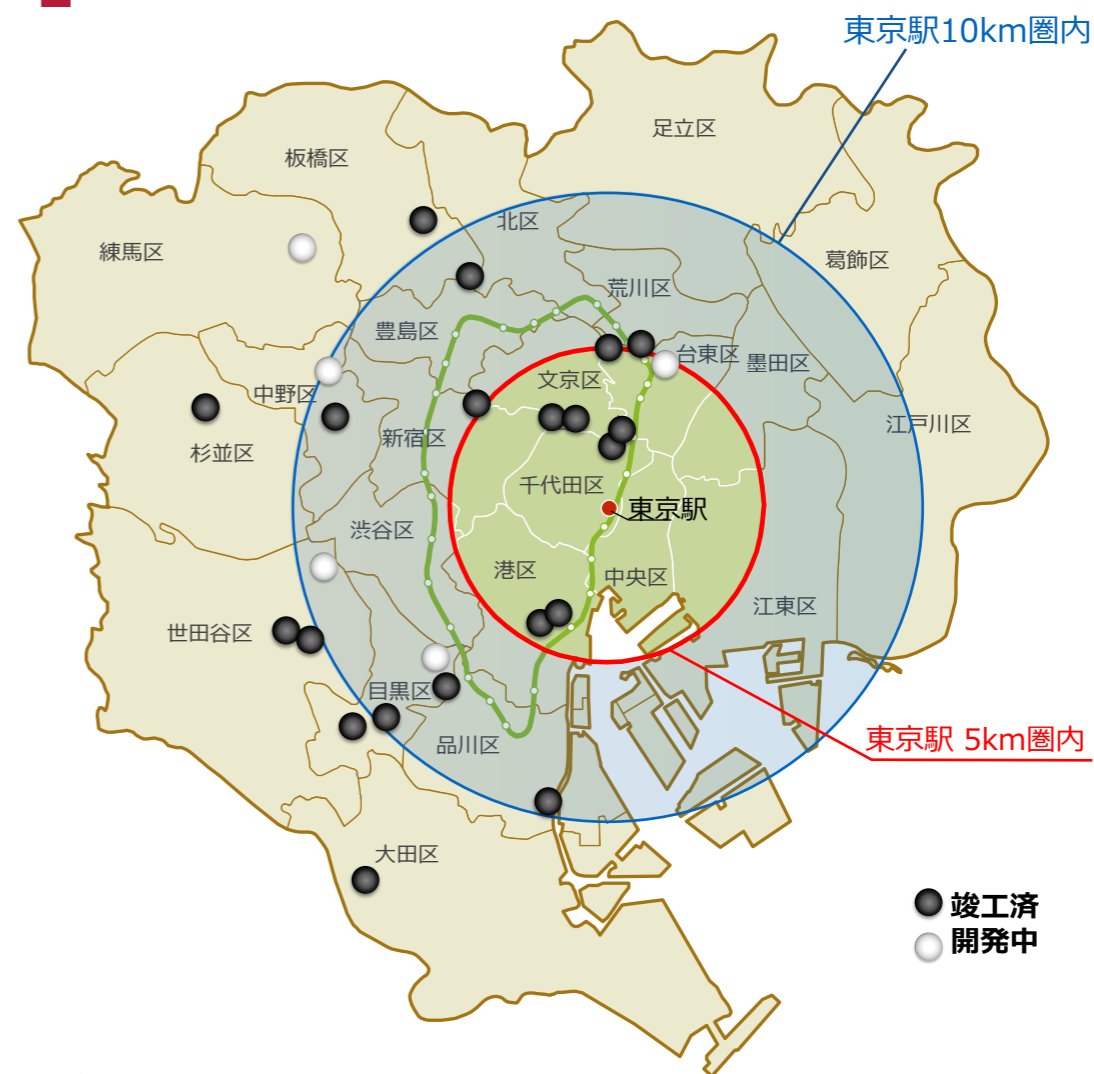 東京駅10km圏内
足立区
板橋区
北区
練馬区
葛飾区
荒川区
豊島区
台東区
墨田区
文京区
中野区
江戸川区
新宿区
杉並区
千代田区
東京駅
渋谷区
港区
中央区
江東区
世田谷区
目黒区
品川区
東京駅 5km圏内
大田区
竣工済
開発中